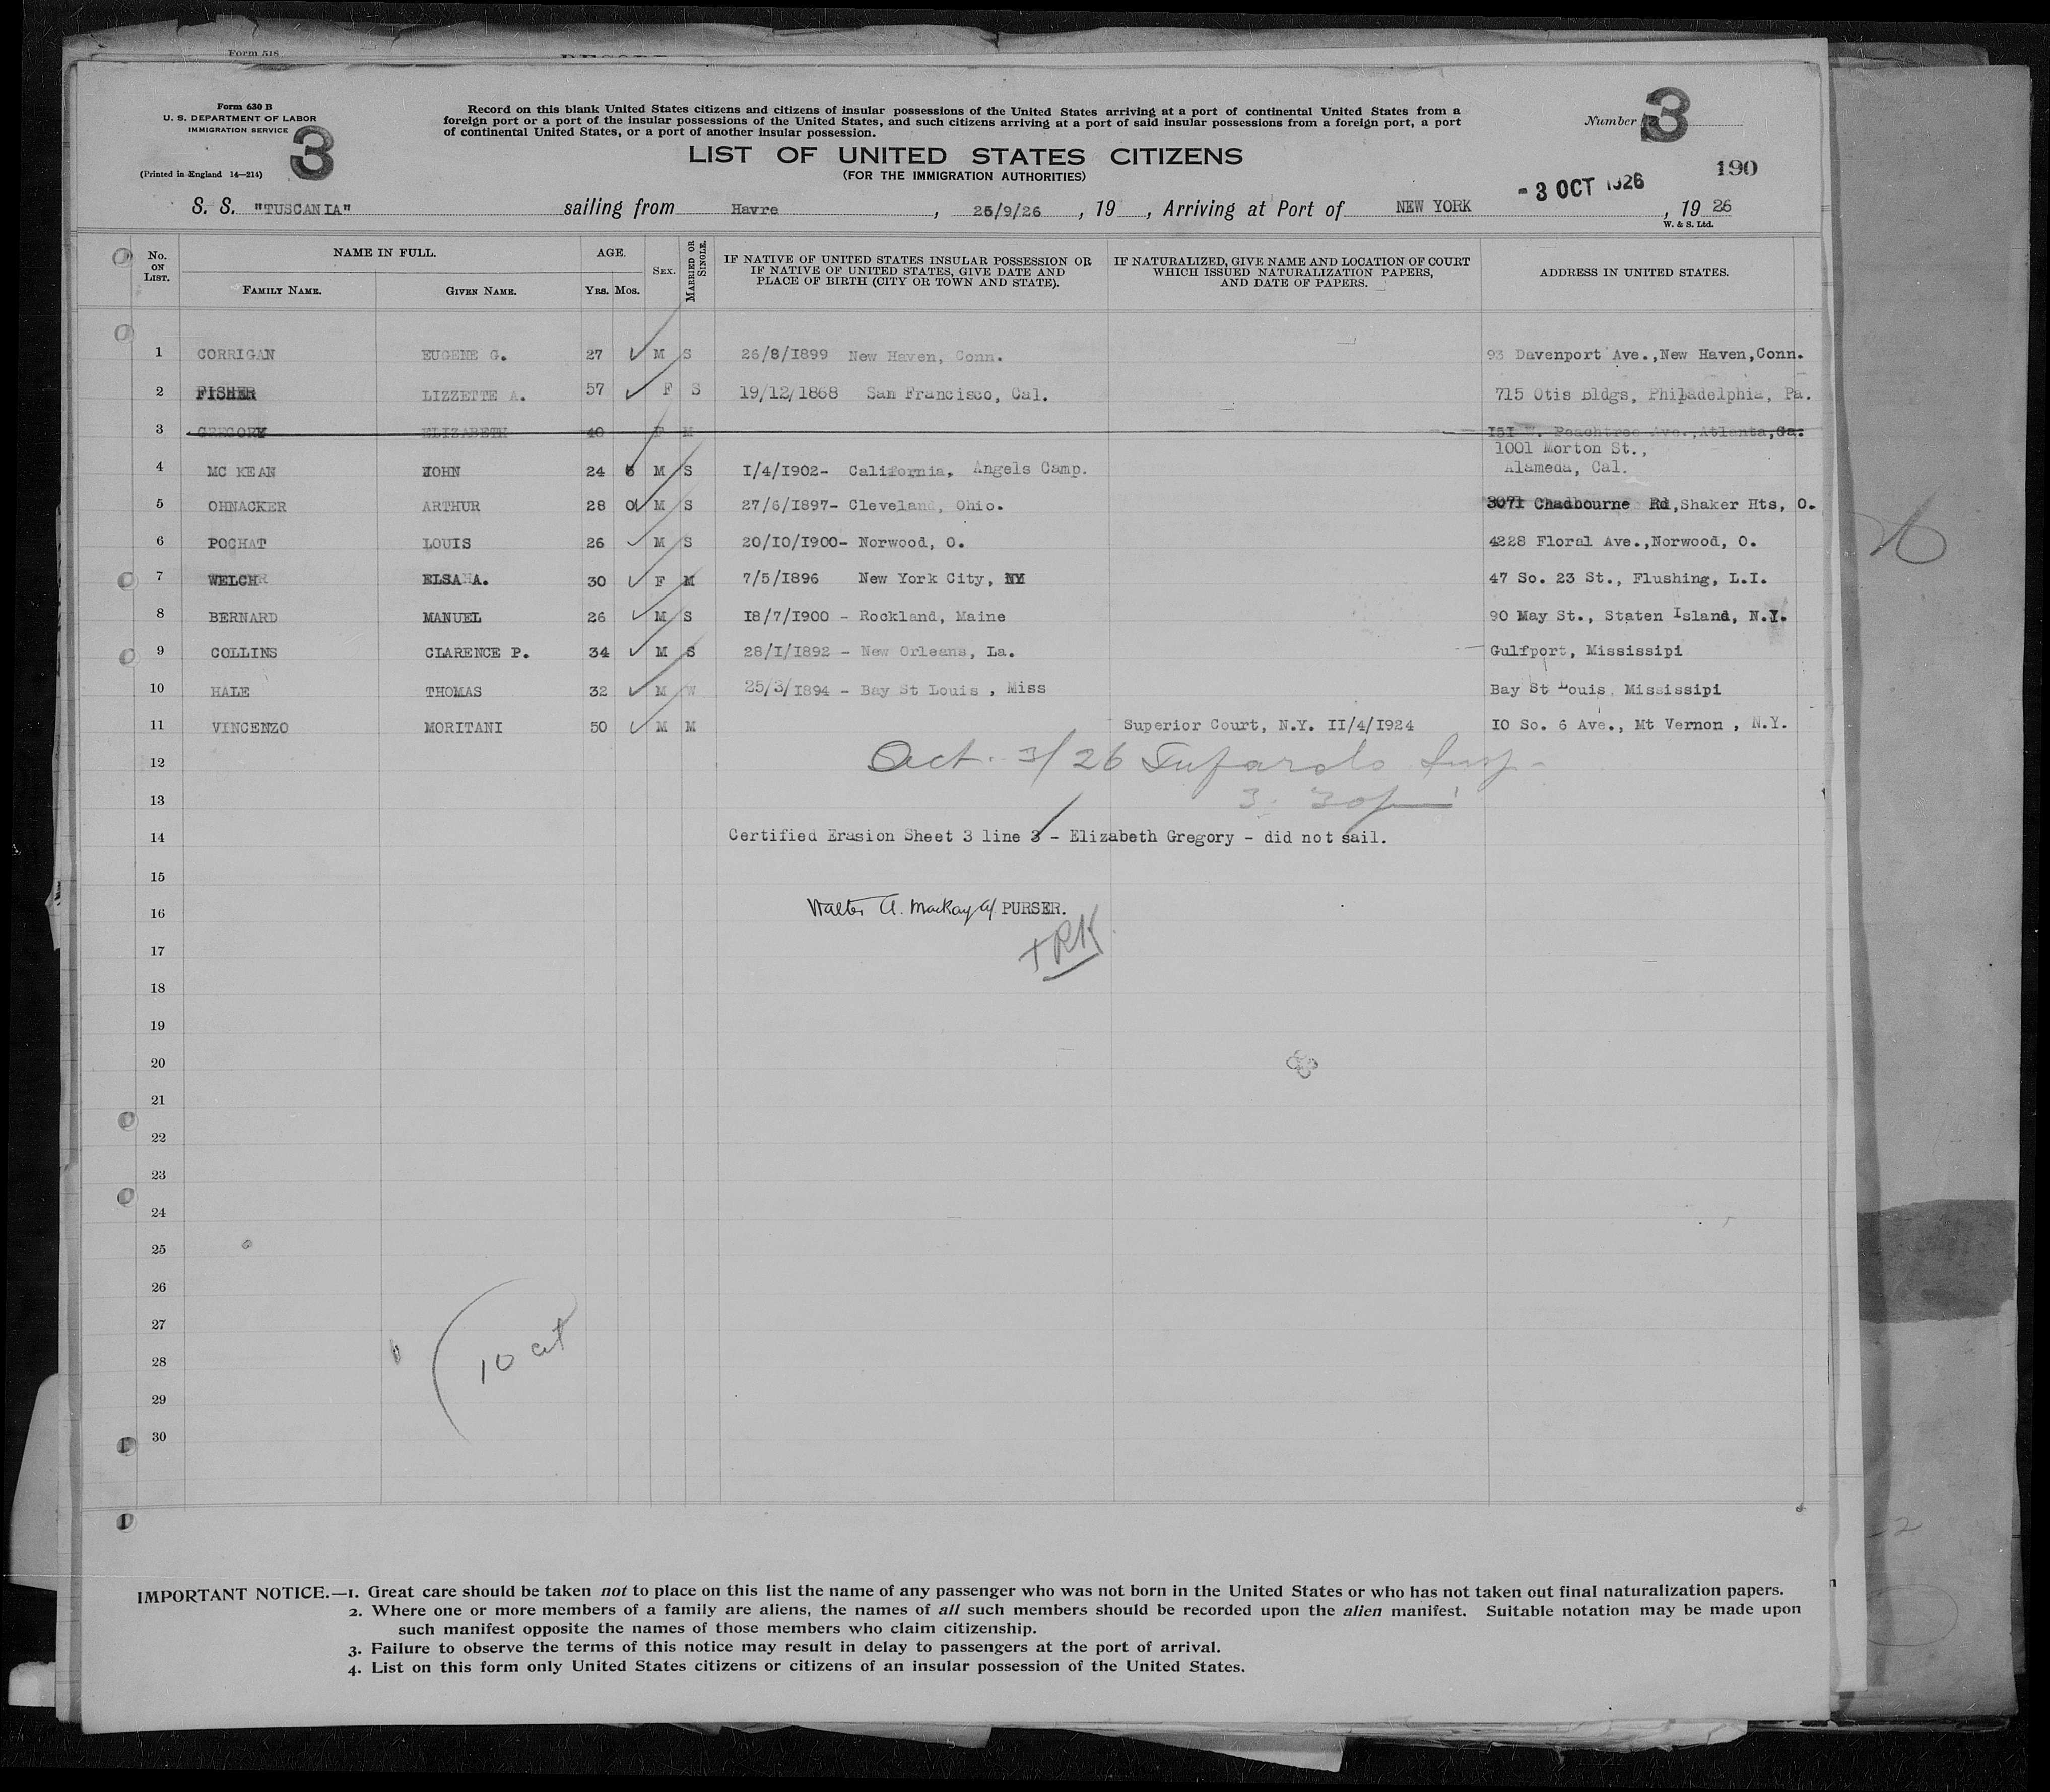 Form 518
Form 630 B
U. S. DEPARTMENT OF LABOR
IMMIGRATION SERVICE
3
(Printed in England 14—214)
Record on this blank United States citizens and citizens of insular possessions of the United States arriving at a port of continental United States from a
foreign port or a port of the insular possessions of the United States, and such citizens arriving at a port of said insular possessions from a foreign port, a port
of continental United States, or a port of another insular possession.
Number 3
LIST OF UNITED STATES CITIZENS
(FOR THE IMMIGRATION AUTHORITIES)
190
- 3 OCT 1926
S. S. "TUSCANIA" sailing from Havre, 25/9/26, 19 , Arriving at Port of NEW YORK, 19 26
W. & S. Ltd.
No. ON LIST. NAME IN FULL. AGE. SEX. MARRIED OR SINGLE. IF NATIVE OF UNITED STATES INSULAR POSSESSION OR IF NATIVE OF UNITED STATES, GIVE DATE AND PLACE OF BIRTH (CITY OR TOWN AND STATE). IF NATURALIZED, GIVE NAME AND LOCATION OF COURT WHICH ISSUED NATURALIZATION PAPERS, AND DATE OF PAPERS. ADDRESS IN UNITED STATES.
FAMILY NAME. GIVEN NAME. YRS. MOS.
1 CORRIGAN EUGENE G. 27 M S 26/8/1899 New Haven, Conn. 93 Davenport Ave.,New Haven,Conn.
2 FISHER LIZZETTE A. 57 F S 19/12/1868 San Francisco, Cal. 715 Otis Bldgs, Philadelphia, Pa.
3 GREGORY ELIZABETH 40 F M 151 Peachtree Ave.,Atlanta,Ga.
1001 Morton St.,
4 MC KEAN JOHN 24 6 M S 1/4/1902- California, Angels Camp. Alameda, Cal.
5 OHNACKER ARTHUR 28 M S 27/6/1897- Cleveland, Ohio. 3071 Chadbourne Rd,Shaker Hts, O.
6 POCHAT LOUIS 26 M S 20/10/1900- Norwood, O. 4228 Floral Ave.,Norwood, O.
7 WELCH ELSA A. 30 F M 7/5/1896 New York City, NY 47 So. 23 St., Flushing, L.I.
8 BERNARD MANUEL 26 M S 18/7/1900 - Rockland, Maine 90 May St., Staten Island, N.Y.
9 COLLINS CLARENCE P. 34 M S 28/1/1892 - New Orleans, La. Gulfport, Mississipi
10 HALE THOMAS 32 M W 25/3/1894 - Bay St Louis , Miss Bay St Louis, Mississipi
11 VINCENZO MORITANI 50 M M Superior Court, N.Y. 11/4/1924 10 So. 6 Ave., Mt Vernon , N.Y.
12 Oct. 3/26 Insp.
13 3.30 pm
14 Certified Erasion Sheet 3 line 3 - Elizabeth Gregory - did not sail.
15
16 Walter A. Mackay PURSER.
17
18
19
20
21
22
23
24
25
26
27
28 10 cit
29
30
IMPORTANT NOTICE.—1. Great care should be taken not to place on this list the name of any passenger who was not born in the United States or who has not taken out final naturalization papers.
2. Where one or more members of a family are aliens, the names of all such members should be recorded upon the alien manifest. Suitable notation may be made upon
such manifest opposite the names of those members who claim citizenship.
3. Failure to observe the terms of this notice may result in delay to passengers at the port of arrival.
4. List on this form only United States citizens or citizens of an insular possession of the United States.